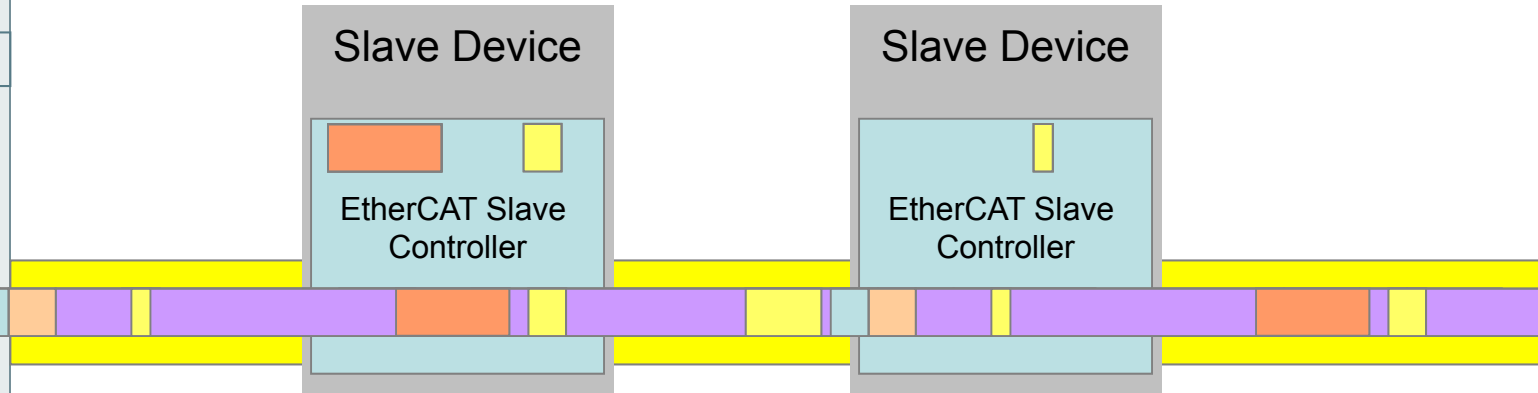 Slave Device
EtherCAT Slave
Controller
Slave Device
EtherCAT Slave
Controller